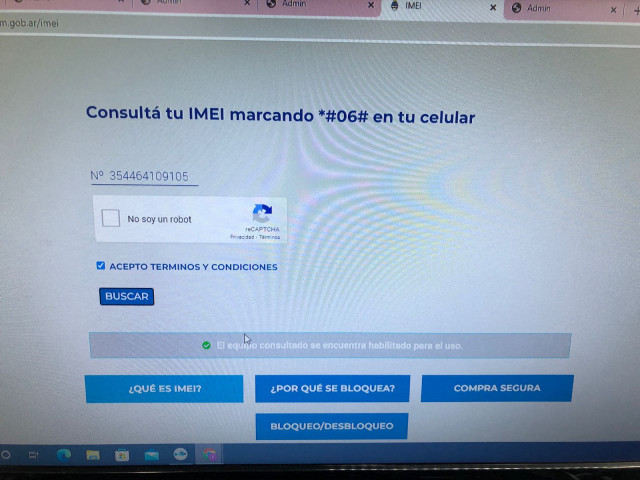 Admin
Admin
IMEI
Admin
m.gob.ar/imei
Consultá tu IMEI marcando *#06# en tu celular
Nº 354464109105
No soy un robot
reCAPTCHA
Privacidad - Términos
ACEPTO TERMINOS Y CONDICIONES
BUSCAR
El equipo consultado se encuentra habilitado para el uso.
¿QUÉ ES IMEI?
¿POR QUÉ SE BLOQUEA?
COMPRA SEGURA
BLOQUEO/DESBLOQUEO